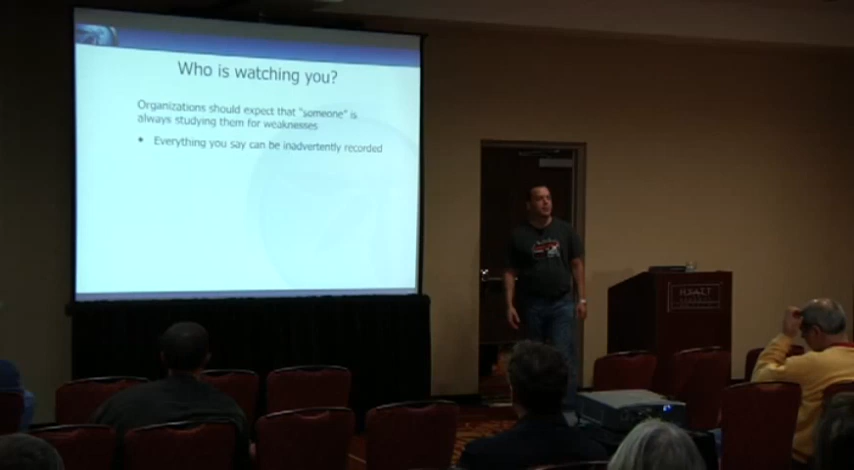 Who is watching you?
Organizations should expect that "someone" is
always studying them for weaknesses
• Everything you say can be inadvertently recorded
HYATT